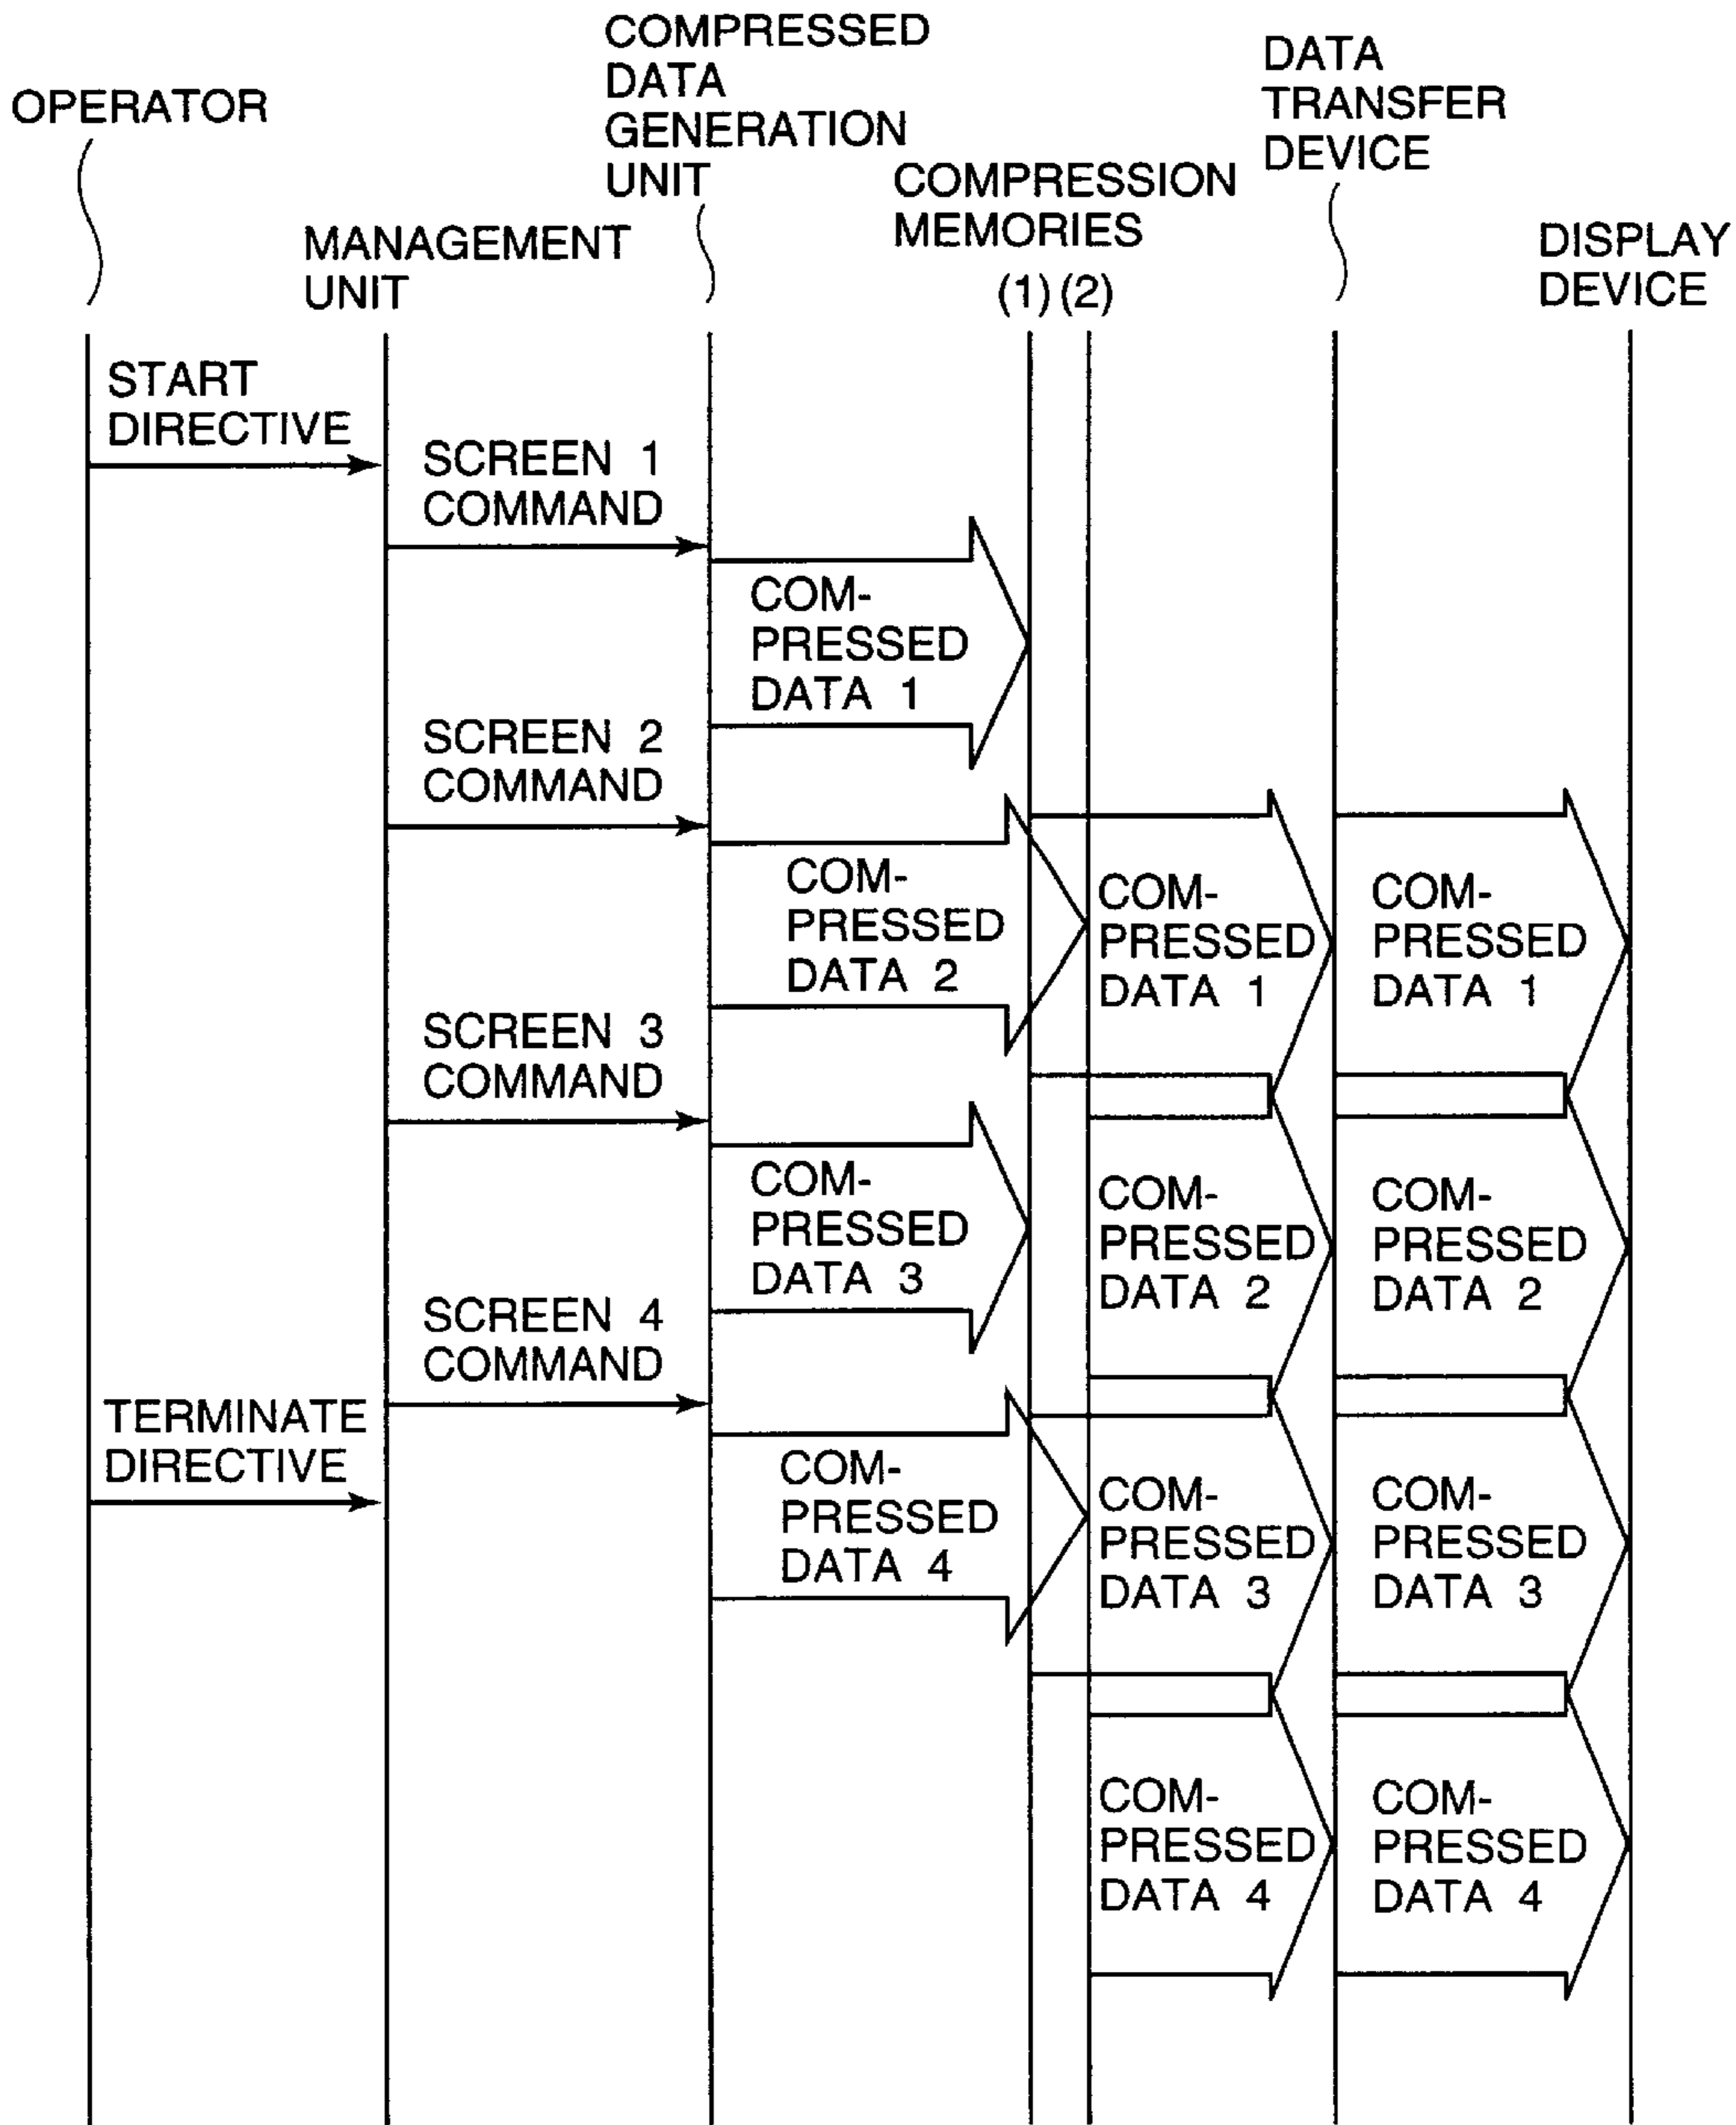 OPERATOR
MANAGEMENT
UNIT
COMPRESSED
DATA
GENERATION
UNIT
COMPRESSION
MEMORIES
(1) (2)
DATA
TRANSFER
DEVICE
DISPLAY
DEVICE
START
DIRECTIVE
SCREEN 1
COMMAND
COM-
PRESSED
DATA 1
SCREEN 2
COMMAND
COM-
PRESSED
DATA 2
COM-
PRESSED
DATA 1
COM-
PRESSED
DATA 1
SCREEN 3
COMMAND
COM-
PRESSED
DATA 3
COM-
PRESSED
DATA 2
COM-
PRESSED
DATA 2
SCREEN 4
COMMAND
TERMINATE
DIRECTIVE
COM-
PRESSED
DATA 4
COM-
PRESSED
DATA 3
COM-
PRESSED
DATA 3
COM-
PRESSED
DATA 4
COM-
PRESSED
DATA 4